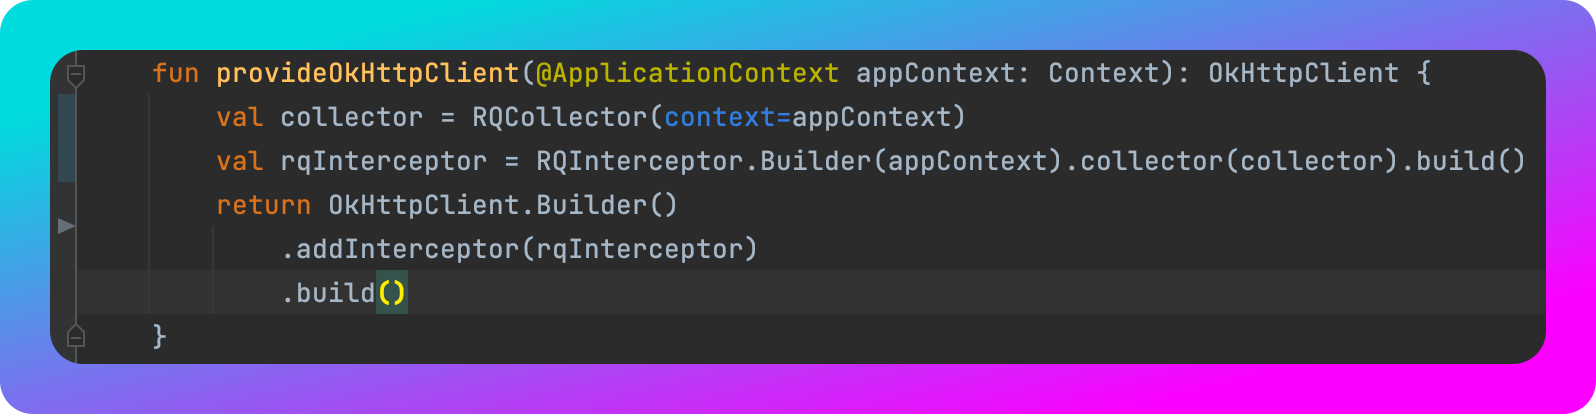 fun provideOkHttpClient(@ApplicationContext appContext: Context): OkHttpClient {
val collector = RQCollector(context=appContext)
val rqInterceptor = RQInterceptor.Builder(appContext).collector(collector).build()
return OkHttpClient.Builder()
.addInterceptor(rqInterceptor)
.build()
}